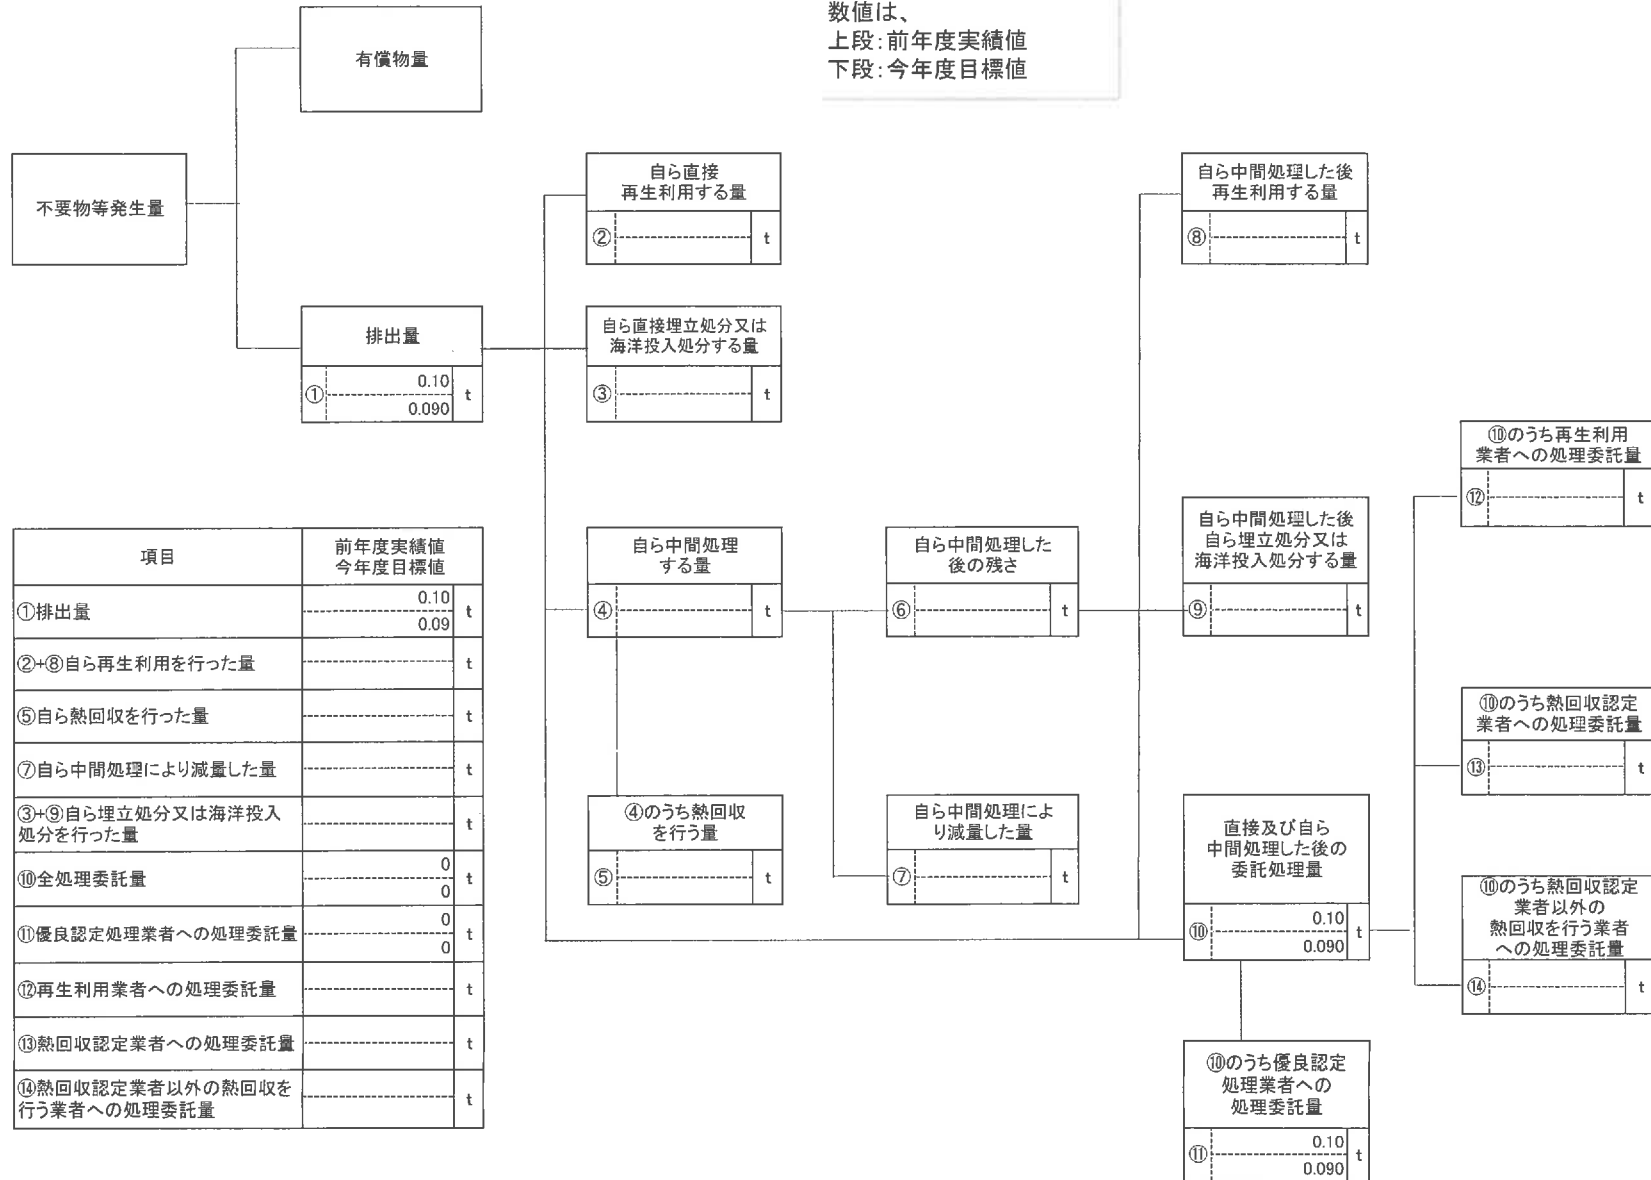 数値は、
上段：前年度実績値
下段：今年度目標値
有償物量
不要物等発生量
排出量
① 0.10 t
0.090
自ら直接
再生利用する量
② t
自ら直接埋立処分又は
海洋投入処分する量
③ t
自ら中間処理した後
再生利用する量
⑧ t
自ら中間処理
する量
④ t
自ら中間処理した
後の残さ
⑥ t
自ら中間処理した後
自ら埋立処分又は
海洋投入処分する量
⑨ t
④のうち熱回収
を行う量
⑤ t
自ら中間処理によ
り減量した量
⑦ t
直接及び自ら
中間処理した後の
委託処理量
⑩ 0.10 t
0.090
⑩のうち優良認定
処理業者への
処理委託量
⑪ 0.10 t
0.090
⑩のうち再生利用
業者への処理委託量
⑫ t
⑩のうち熱回収認定
業者への処理委託量
⑬ t
⑩のうち熱回収認定
業者以外の
熱回収を行う業者
への処理委託量
⑭ t
項目 前年度実績値
今年度目標値
①排出量 0.10 t
0.09
②+⑧自ら再生利用を行った量 t
⑤自ら熱回収を行った量 t
⑦自ら中間処理により減量した量 t
③+⑨自ら埋立処分又は海洋投入
処分を行った量 t
⑩全処理委託量 0 t
0
⑪優良認定処理業者への処理委託量 0 t
0
⑫再生利用業者への処理委託量 t
⑬熱回収認定業者への処理委託量 t
⑭熱回収認定業者以外の熱回収を
行う業者への処理委託量 t